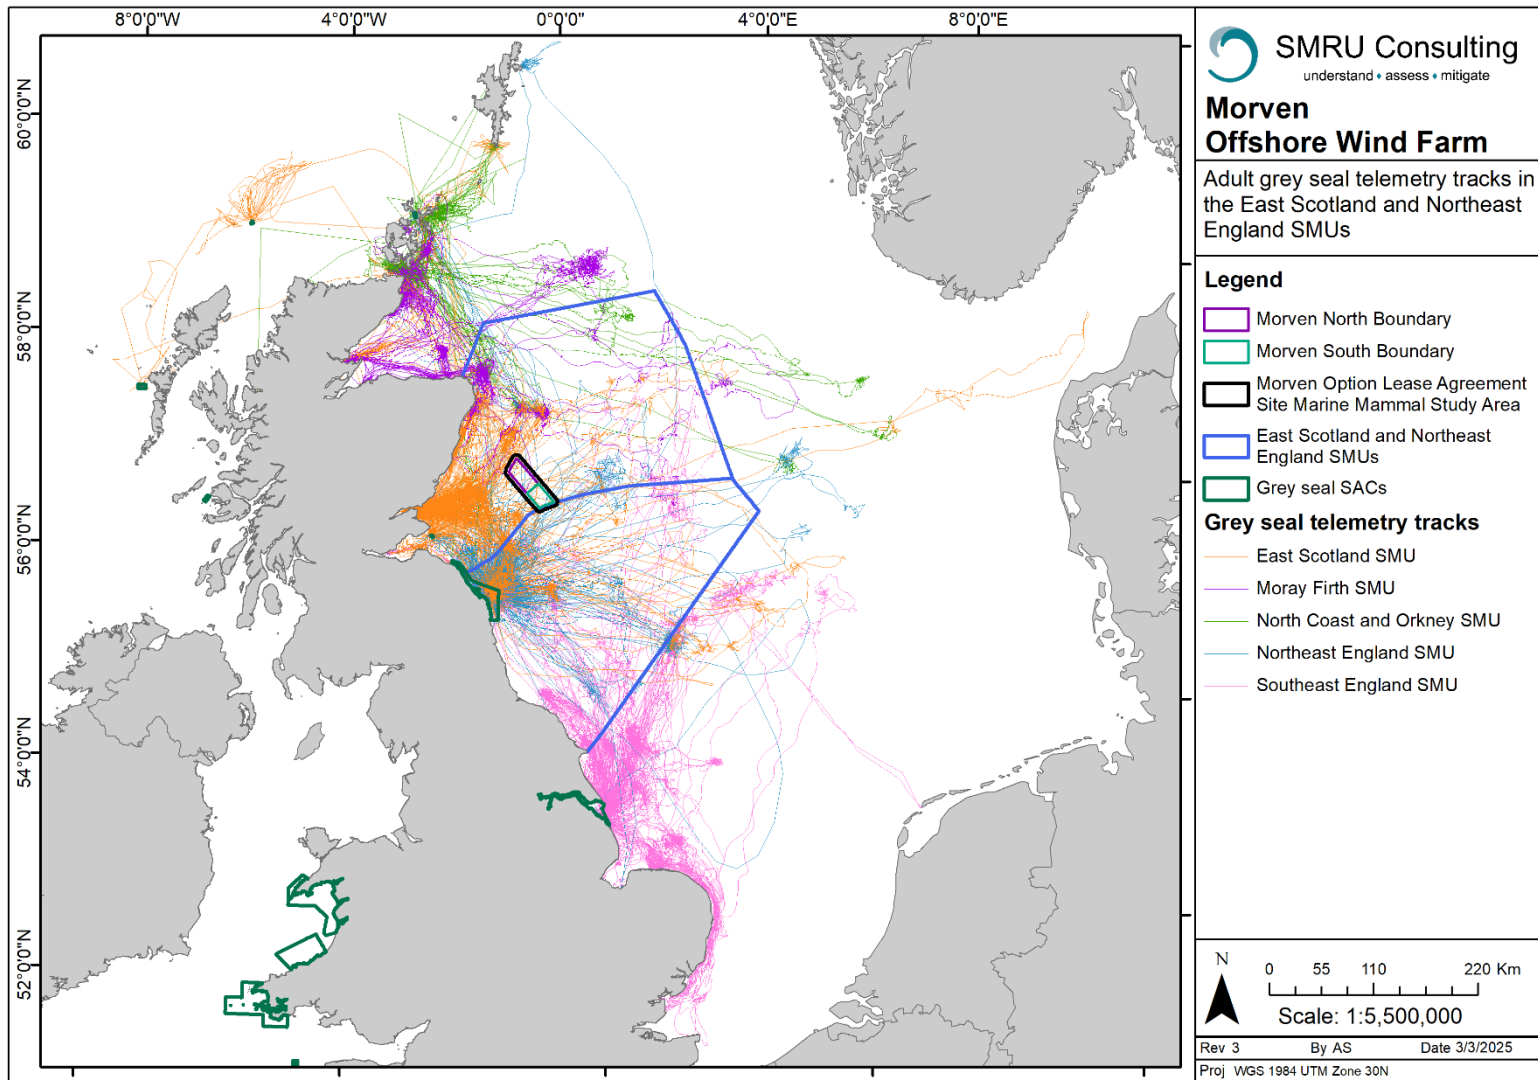 8°0'0"W 4°0'0"W 0°0'0" 4°0'0"E 8°0'0"E
60°0'0"N
58°0'0"N
56°0'0"N
54°0'0"N
52°0'0"N
SMRU Consulting
understand ♦ assess ♦ mitigate
Morven
Offshore Wind Farm
Adult grey seal telemetry tracks in
the East Scotland and Northeast
England SMUs
Legend
Morven North Boundary
Morven South Boundary
Morven Option Lease Agreement
Site Marine Mammal Study Area
East Scotland and Northeast
England SMUs
Grey seal SACs
Grey seal telemetry tracks
East Scotland SMU
Moray Firth SMU
North Coast and Orkney SMU
Northeast England SMU
Southeast England SMU
N
0 55 110 220 Km
Scale: 1:5,500,000
Rev 3 By AS Date 3/3/2025
Proj WGS 1984 UTM Zone 30N